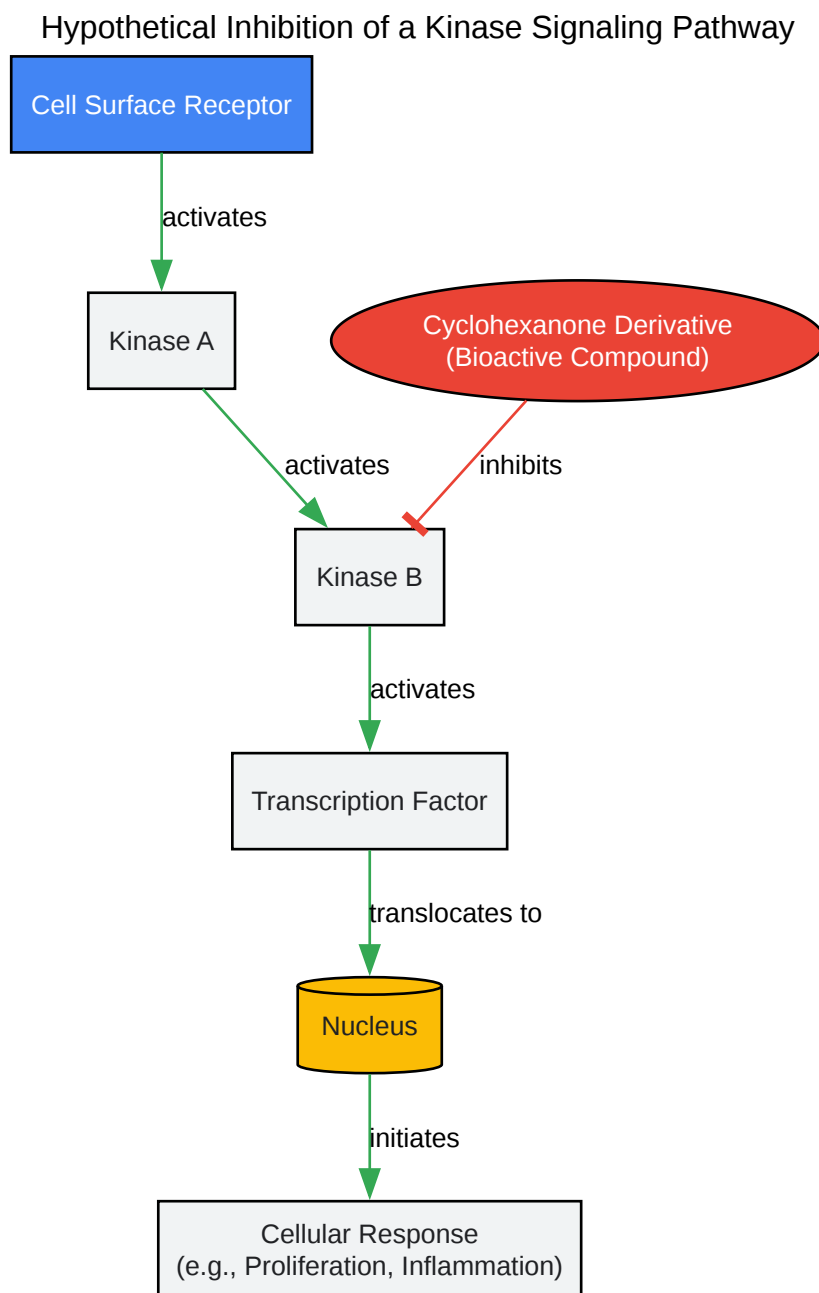 Hypothetical Inhibition of a Kinase Signaling Pathway
Cell Surface Receptor
activates
Kinase A
Cyclohexanone Derivative
(Bioactive Compound)
activates
inhibits
Kinase B
activates
Transcription Factor
translocates to
Nucleus
initiates
Cellular Response
(e.g., Proliferation, Inflammation)